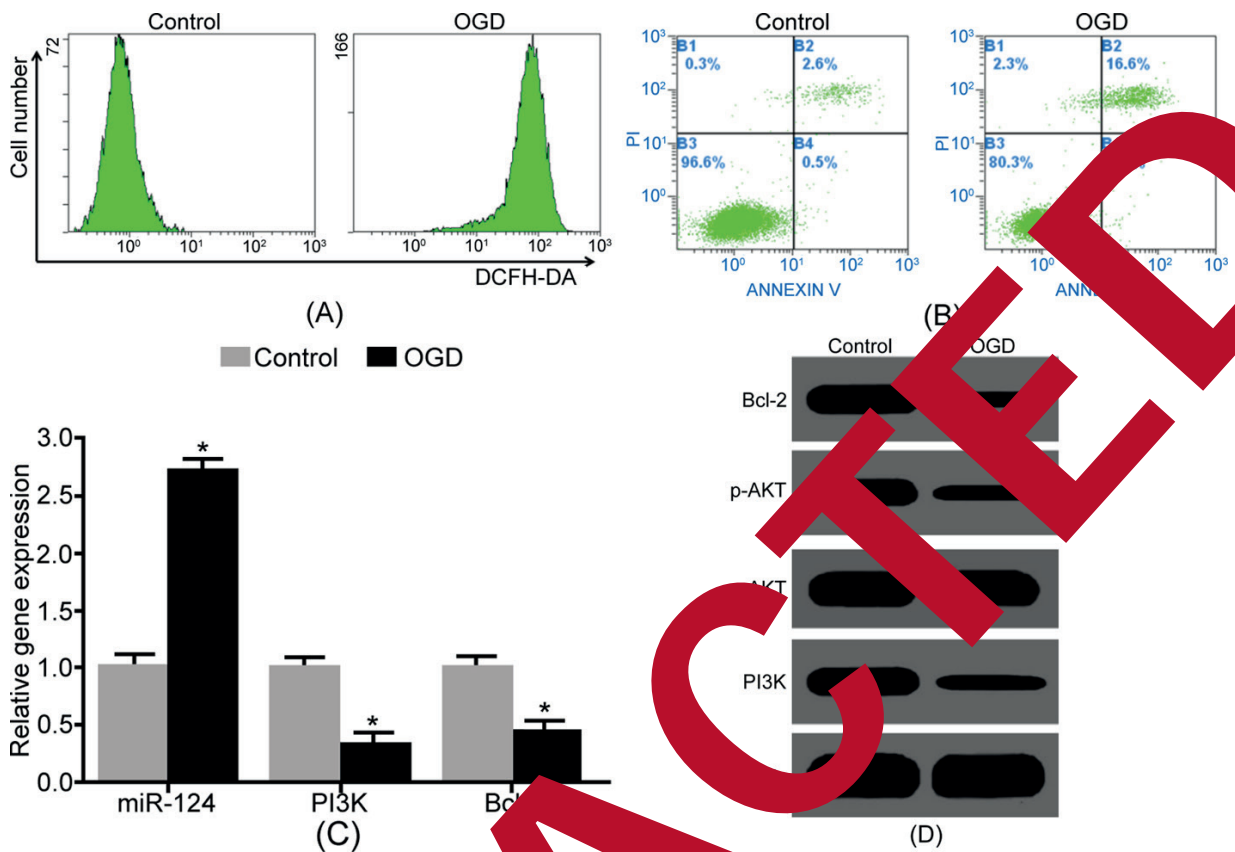 Control
OGD
72
166
Cell number
10⁰ 10¹ 10² 10³
10⁰ 10¹ 10² 10³
DCFH-DA
(A)
(B)
Control
OGD
10³
10²
10¹
10⁰
PI
B1
0.3%
B2
2.6%
B3
96.6%
B4
0.5%
10⁰ 10¹ 10² 10³
ANNEXIN V
10³
10²
10¹
10⁰
PI
B1
2.3%
B2
16.6%
B3
80.3%
10⁰
Control OGD
3.0
2.5
2.0
1.5
1.0
0.5
0.0
Relative gene expression
*
*
*
miR-124 PI3K
(C)
Control OGD
Bcl-2
p-AKT
AKT
PI3K
(D)
ACTED